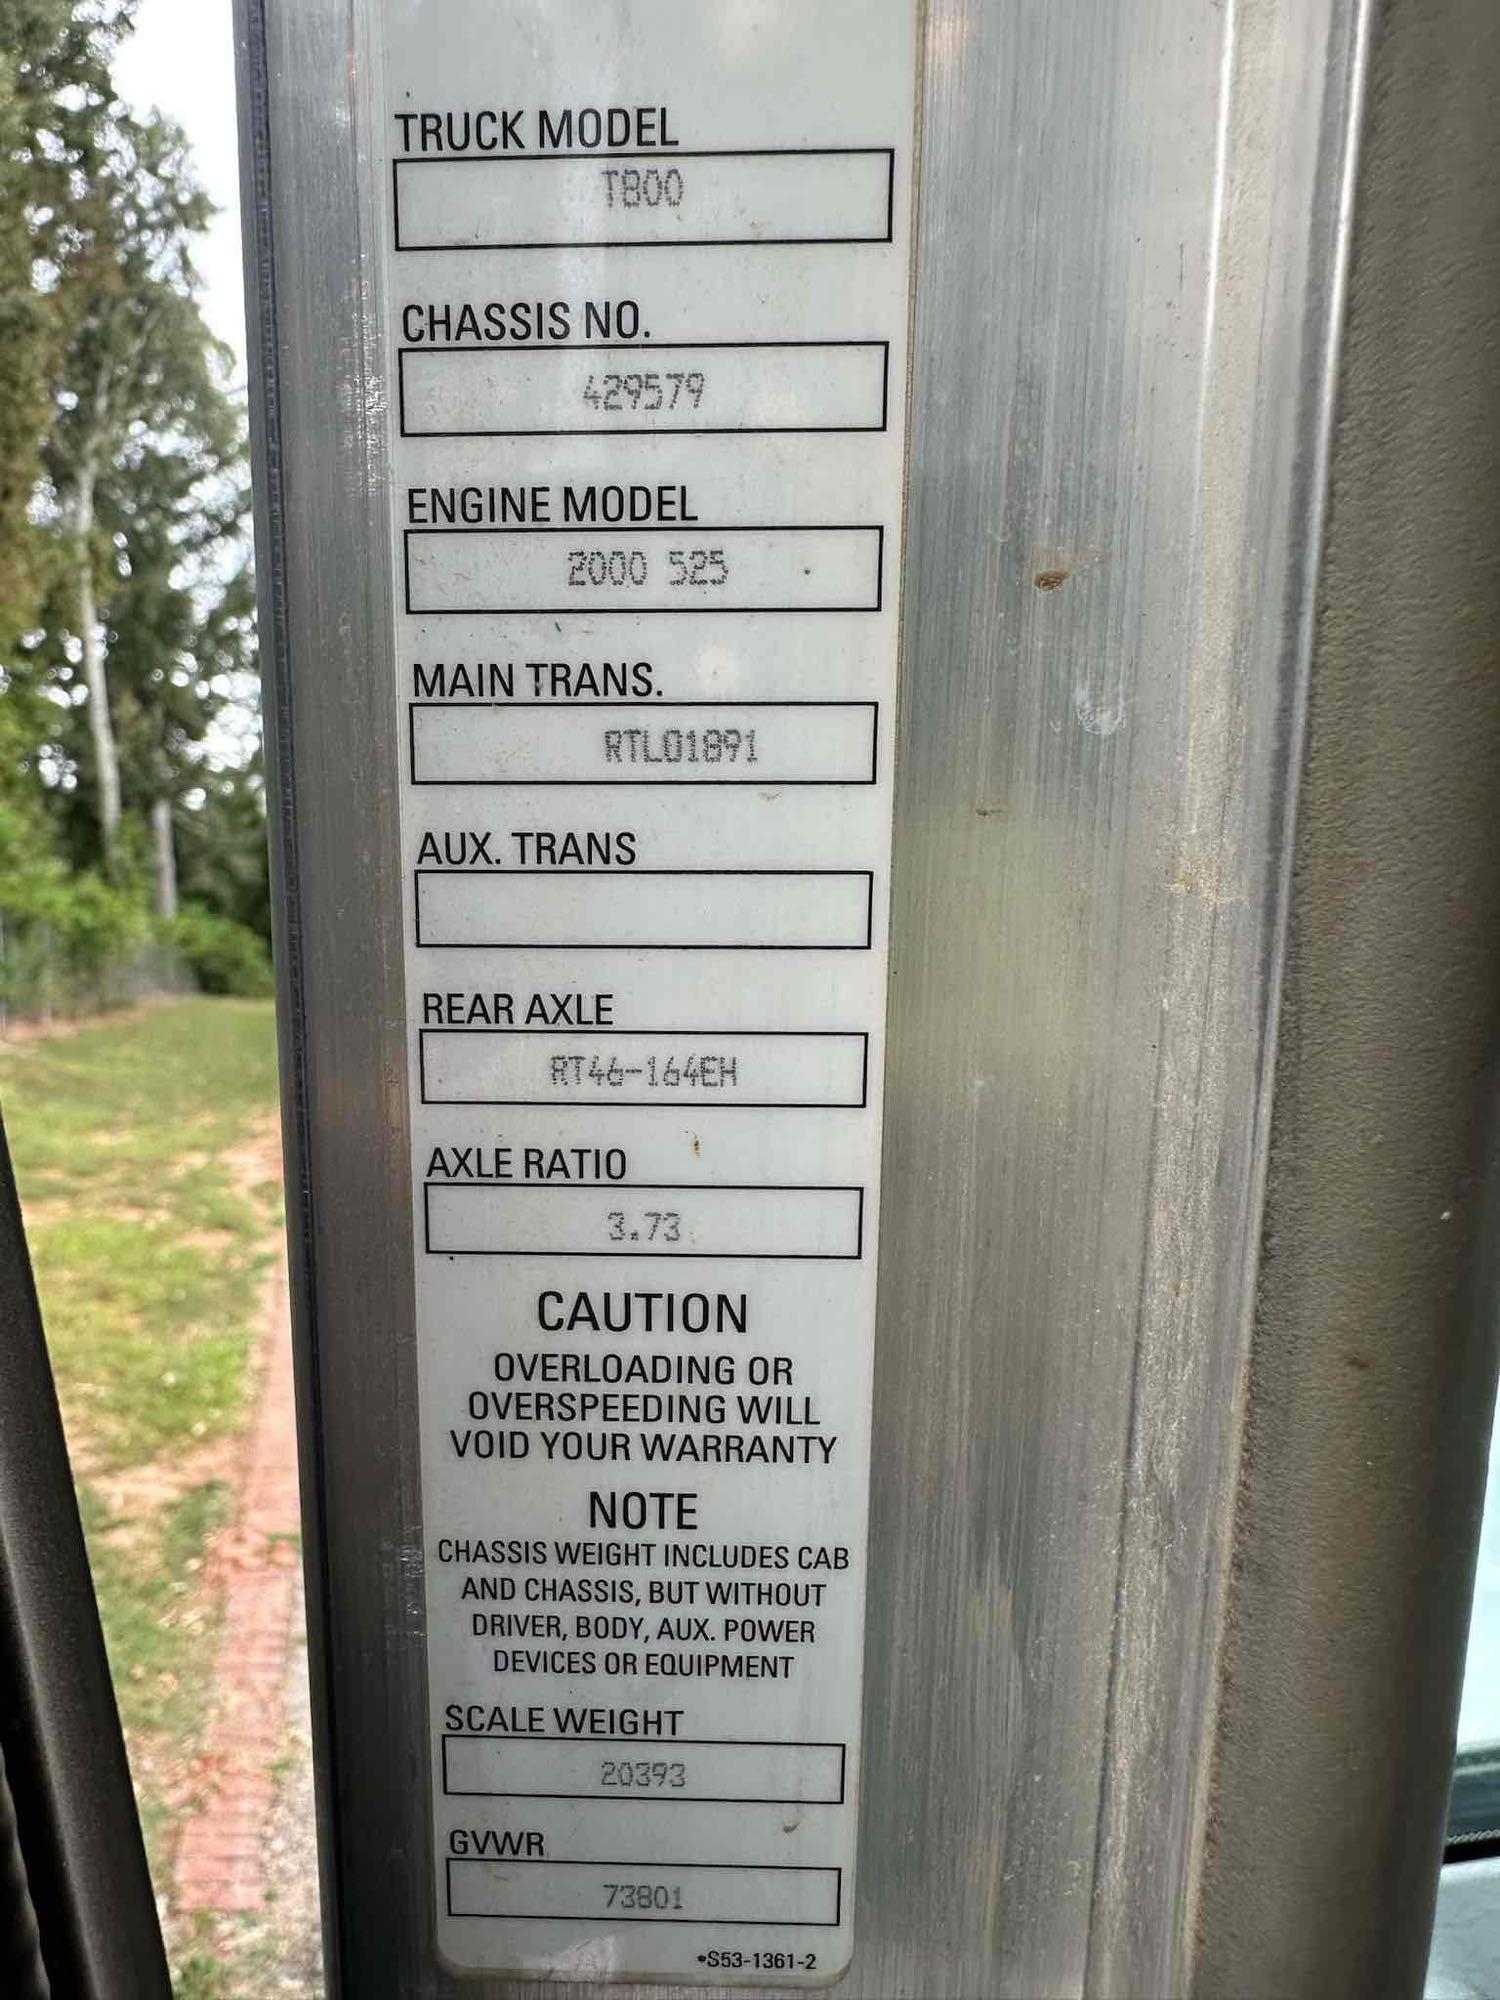 TRUCK MODEL
T800
CHASSIS NO.
429579
ENGINE MODEL
2000 525
MAIN TRANS.
RTLO1891
AUX. TRANS
REAR AXLE
RT46-164EH
AXLE RATIO
3.73
CAUTION
OVERLOADING OR
OVERSPEEDING WILL
VOID YOUR WARRANTY
NOTE
CHASSIS WEIGHT INCLUDES CAB
AND CHASSIS, BUT WITHOUT
DRIVER, BODY, AUX. POWER
DEVICES OR EQUIPMENT
SCALE WEIGHT
20393
GVWR
73801
•S53-1361-2